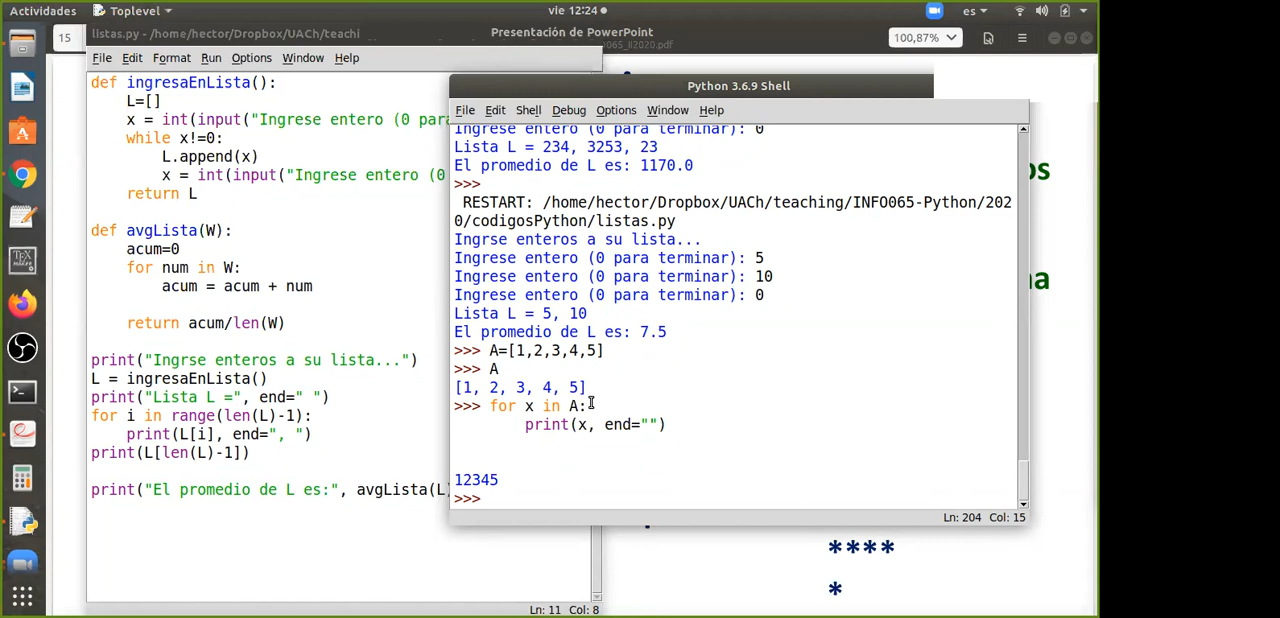 Actividades
Toplevel
vie 12:24
es
15
listas.py - /home/hector/Dropbox/UACh/teachi
Presentación de PowerPoint
065_II2020.pdf
100,87%
File Edit Format Run Options Window Help
def ingresaEnLista():
L=[]
x = int(input("Ingrese entero (0 para
while x!=0:
L.append(x)
x = int(input("Ingrese entero (0
return L
def avgLista(W):
acum=0
for num in W:
acum = acum + num
return acum/len(W)
print("Ingrse enteros a su lista...")
L = ingresaEnLista()
print("Lista L =", end=" ")
for i in range(len(L)-1):
print(L[i], end=", ")
print(L[len(L)-1])
print("El promedio de L es:", avgLista(L
Ln: 11 Col: 8
Python 3.6.9 Shell
File Edit Shell Debug Options Window Help
Ingrese entero (0 para terminar): 0
Lista L = 234, 3253, 23
El promedio de L es: 1170.0
>>>
RESTART: /home/hector/Dropbox/UACh/teaching/INFO065-Python/202
0/codigosPython/listas.py
Ingrse enteros a su lista...
Ingrese entero (0 para terminar): 5
Ingrese entero (0 para terminar): 10
Ingrese entero (0 para terminar): 0
Lista L = 5, 10
El promedio de L es: 7.5
>>> A=[1,2,3,4,5]
>>> A
[1, 2, 3, 4, 5]
>>> for x in A:
print(x, end="")
12345
>>>
Ln: 204 Col: 15
os
na
****
*